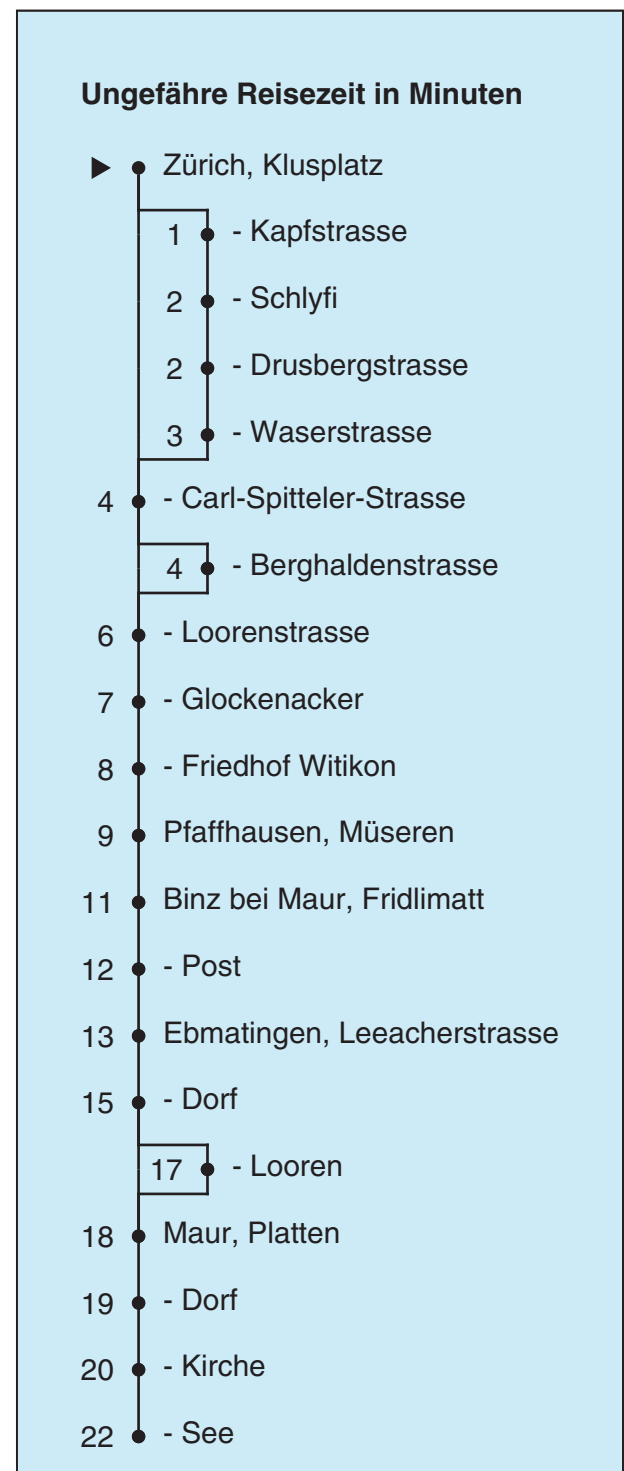 Ungefähre Reisezeit in Minuten
Zürich, Klusplatz
1 - Kapfstrasse
2 - Schlyfi
2 - Drusbergstrasse
3 - Waserstrasse
4 - Carl-Spitteler-Strasse
4 - Berghaldenstrasse
6 - Loorenstrasse
7 - Glockenacker
8 - Friedhof Witikon
9 Pfaffhausen, Müseren
11 Binz bei Maur, Fridlimatt
12 - Post
13 Ebmatingen, Leeacherstrasse
15 - Dorf
17 - Looren
18 Maur, Platten
19 - Dorf
20 - Kirche
22 - See